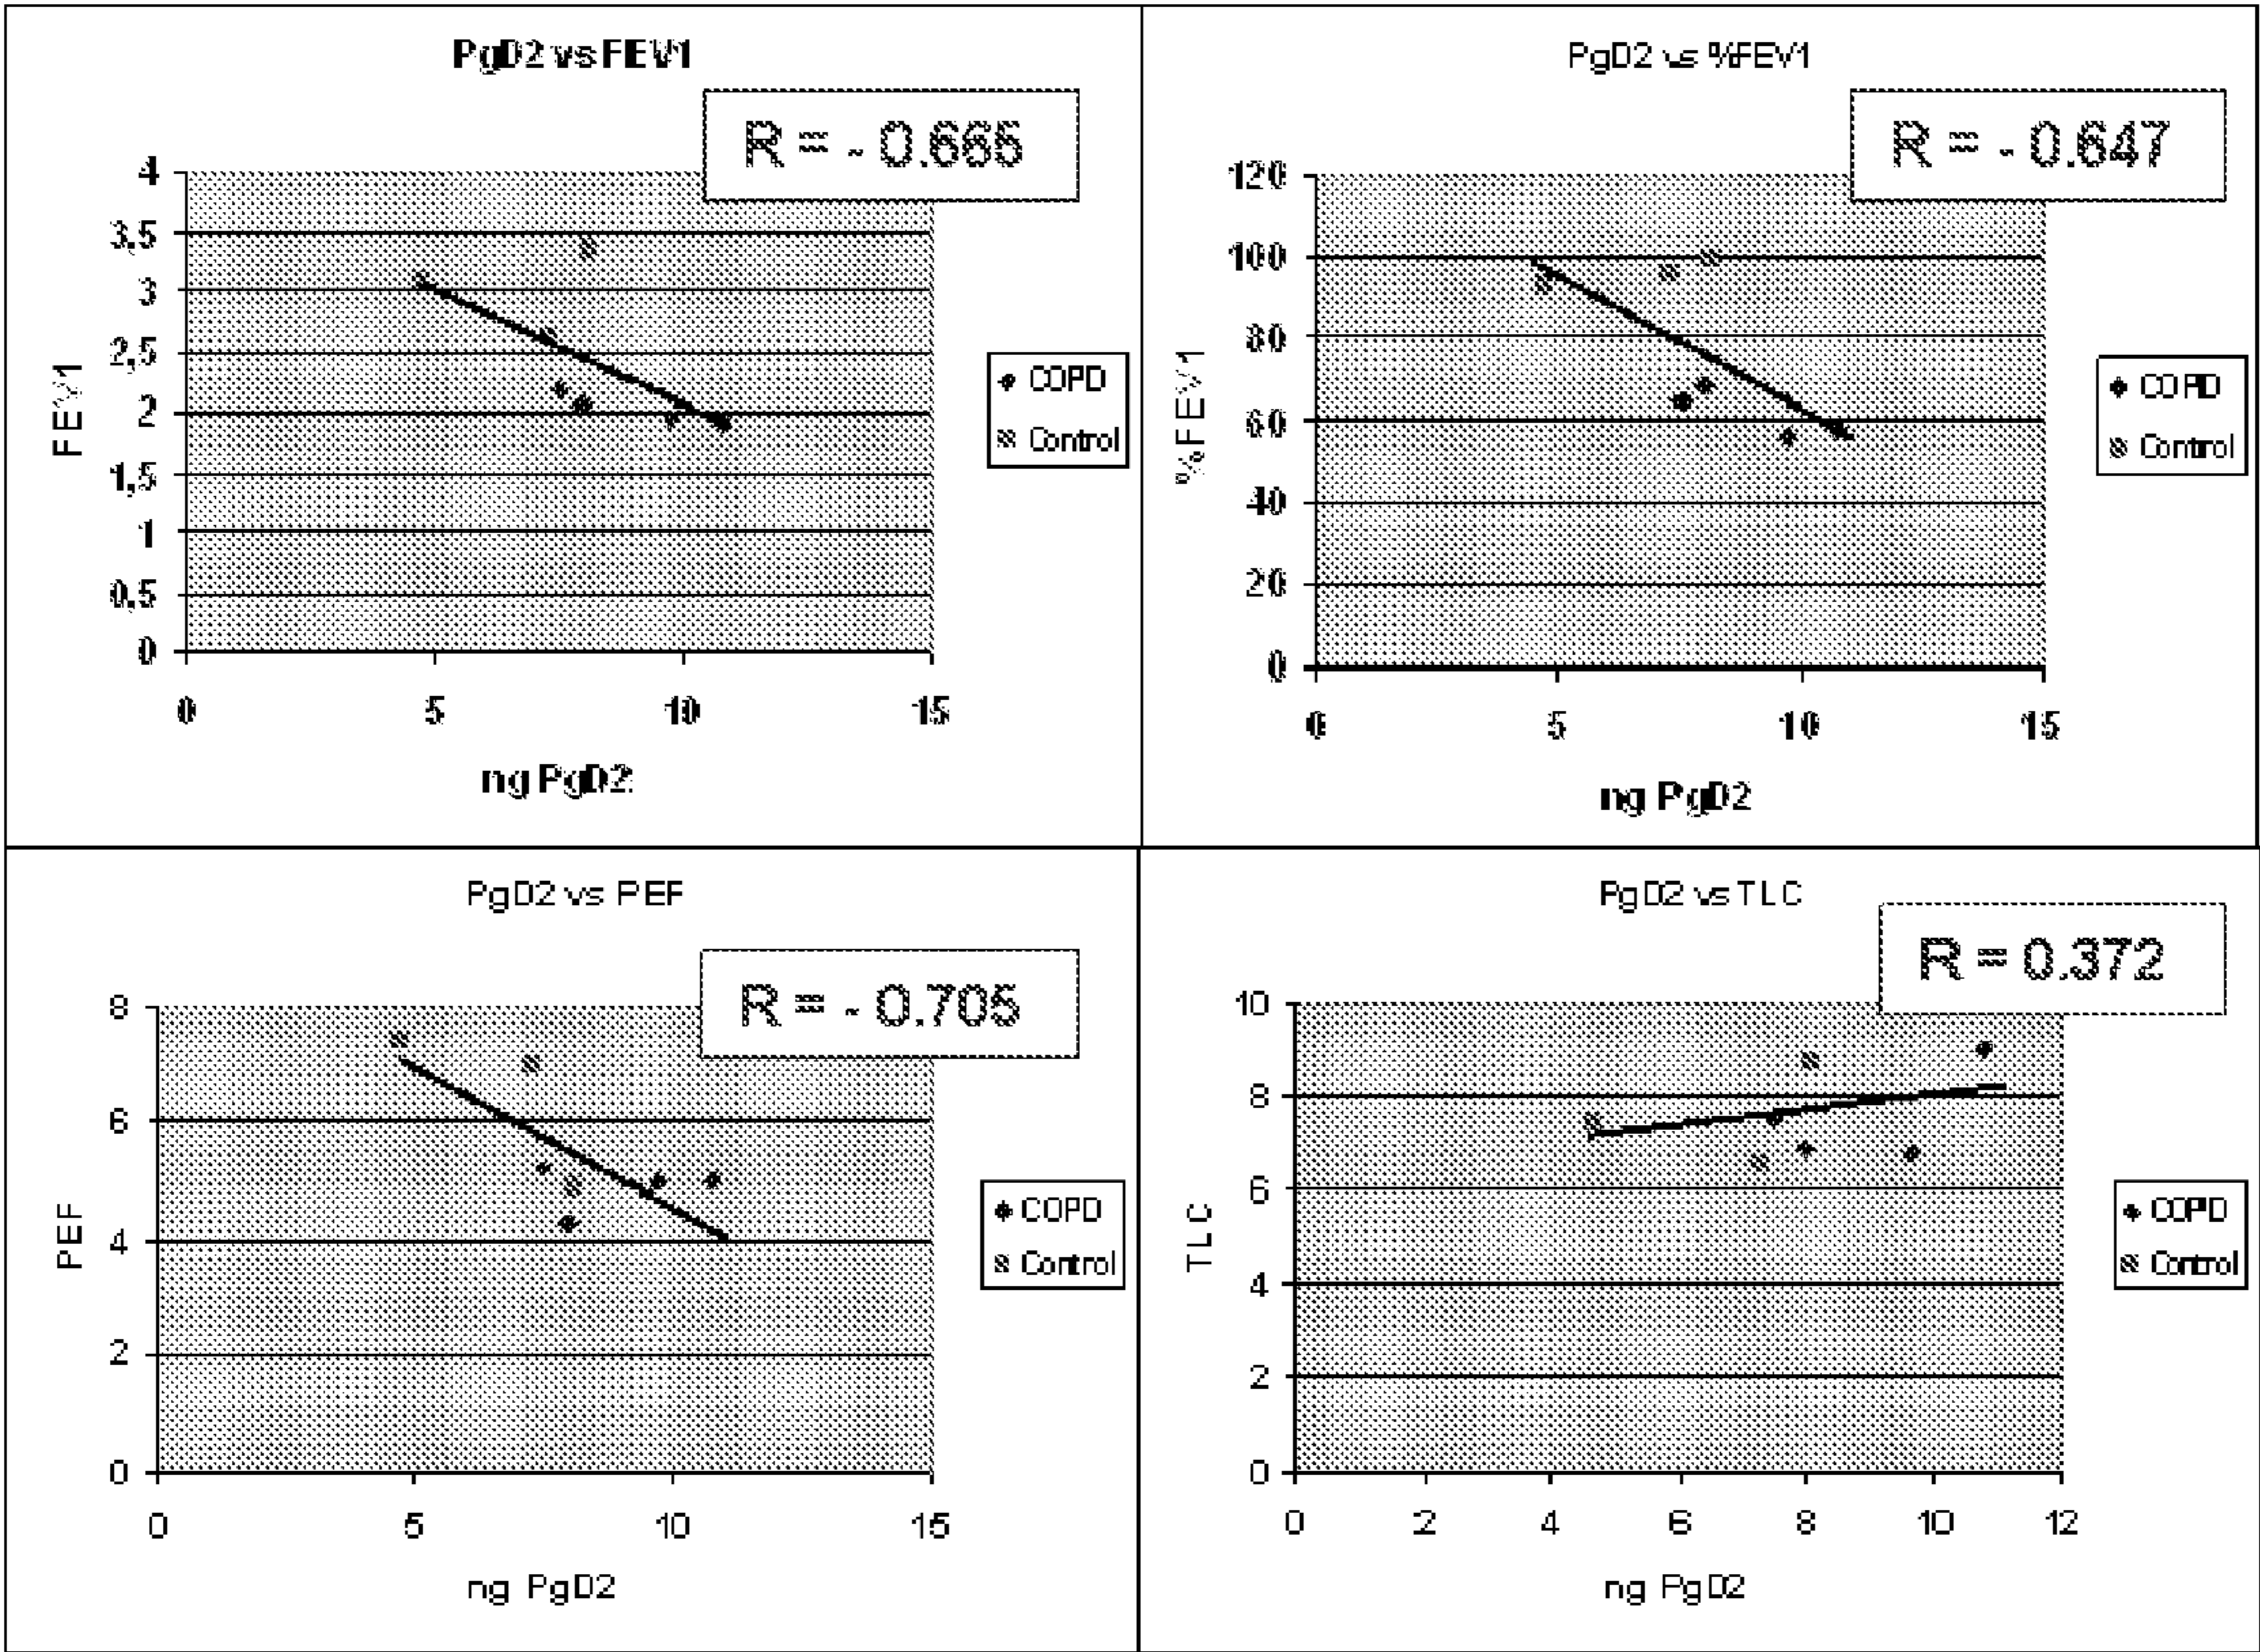 PgD2 vs FEV1
R = - 0.665
4
3,5
3
2,5
2
1,5
1
0,5
0
FEV1
0 5 10 15
ng PgD2
COPD
Control
PgD2 vs %FEV1
R = - 0.647
120
100
80
60
40
20
0
%FEV1
0 5 10 15
ng PgD2
COPD
Control
PgD2 vs PEF
R = - 0.705
8
6
4
2
0
PEF
0 5 10 15
ng PgD2
COPD
Control
PgD2 vs TLC
R = 0.372
10
8
6
4
2
0
TLC
0 2 4 6 8 10 12
ng PgD2
COPD
Control